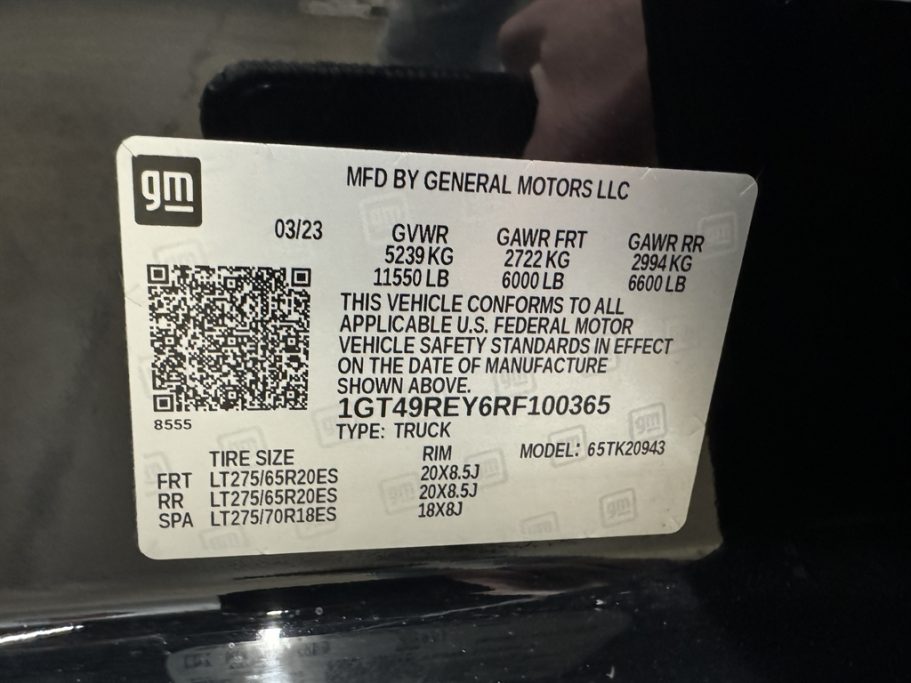 gm
MFD BY GENERAL MOTORS LLC
03/23
GVWR GAWR FRT GAWR RR
5239 KG 2722 KG 2994 KG
11550 LB 6000 LB 6600 LB
THIS VEHICLE CONFORMS TO ALL
APPLICABLE U.S. FEDERAL MOTOR
VEHICLE SAFETY STANDARDS IN EFFECT
ON THE DATE OF MANUFACTURE
SHOWN ABOVE.
1GT49REY6RF100365
8555
TYPE: TRUCK
TIRE SIZE RIM MODEL: 65TK20943
FRT LT275/65R20ES 20X8.5J
RR LT275/65R20ES 20X8.5J
SPA LT275/70R18ES 18X8J